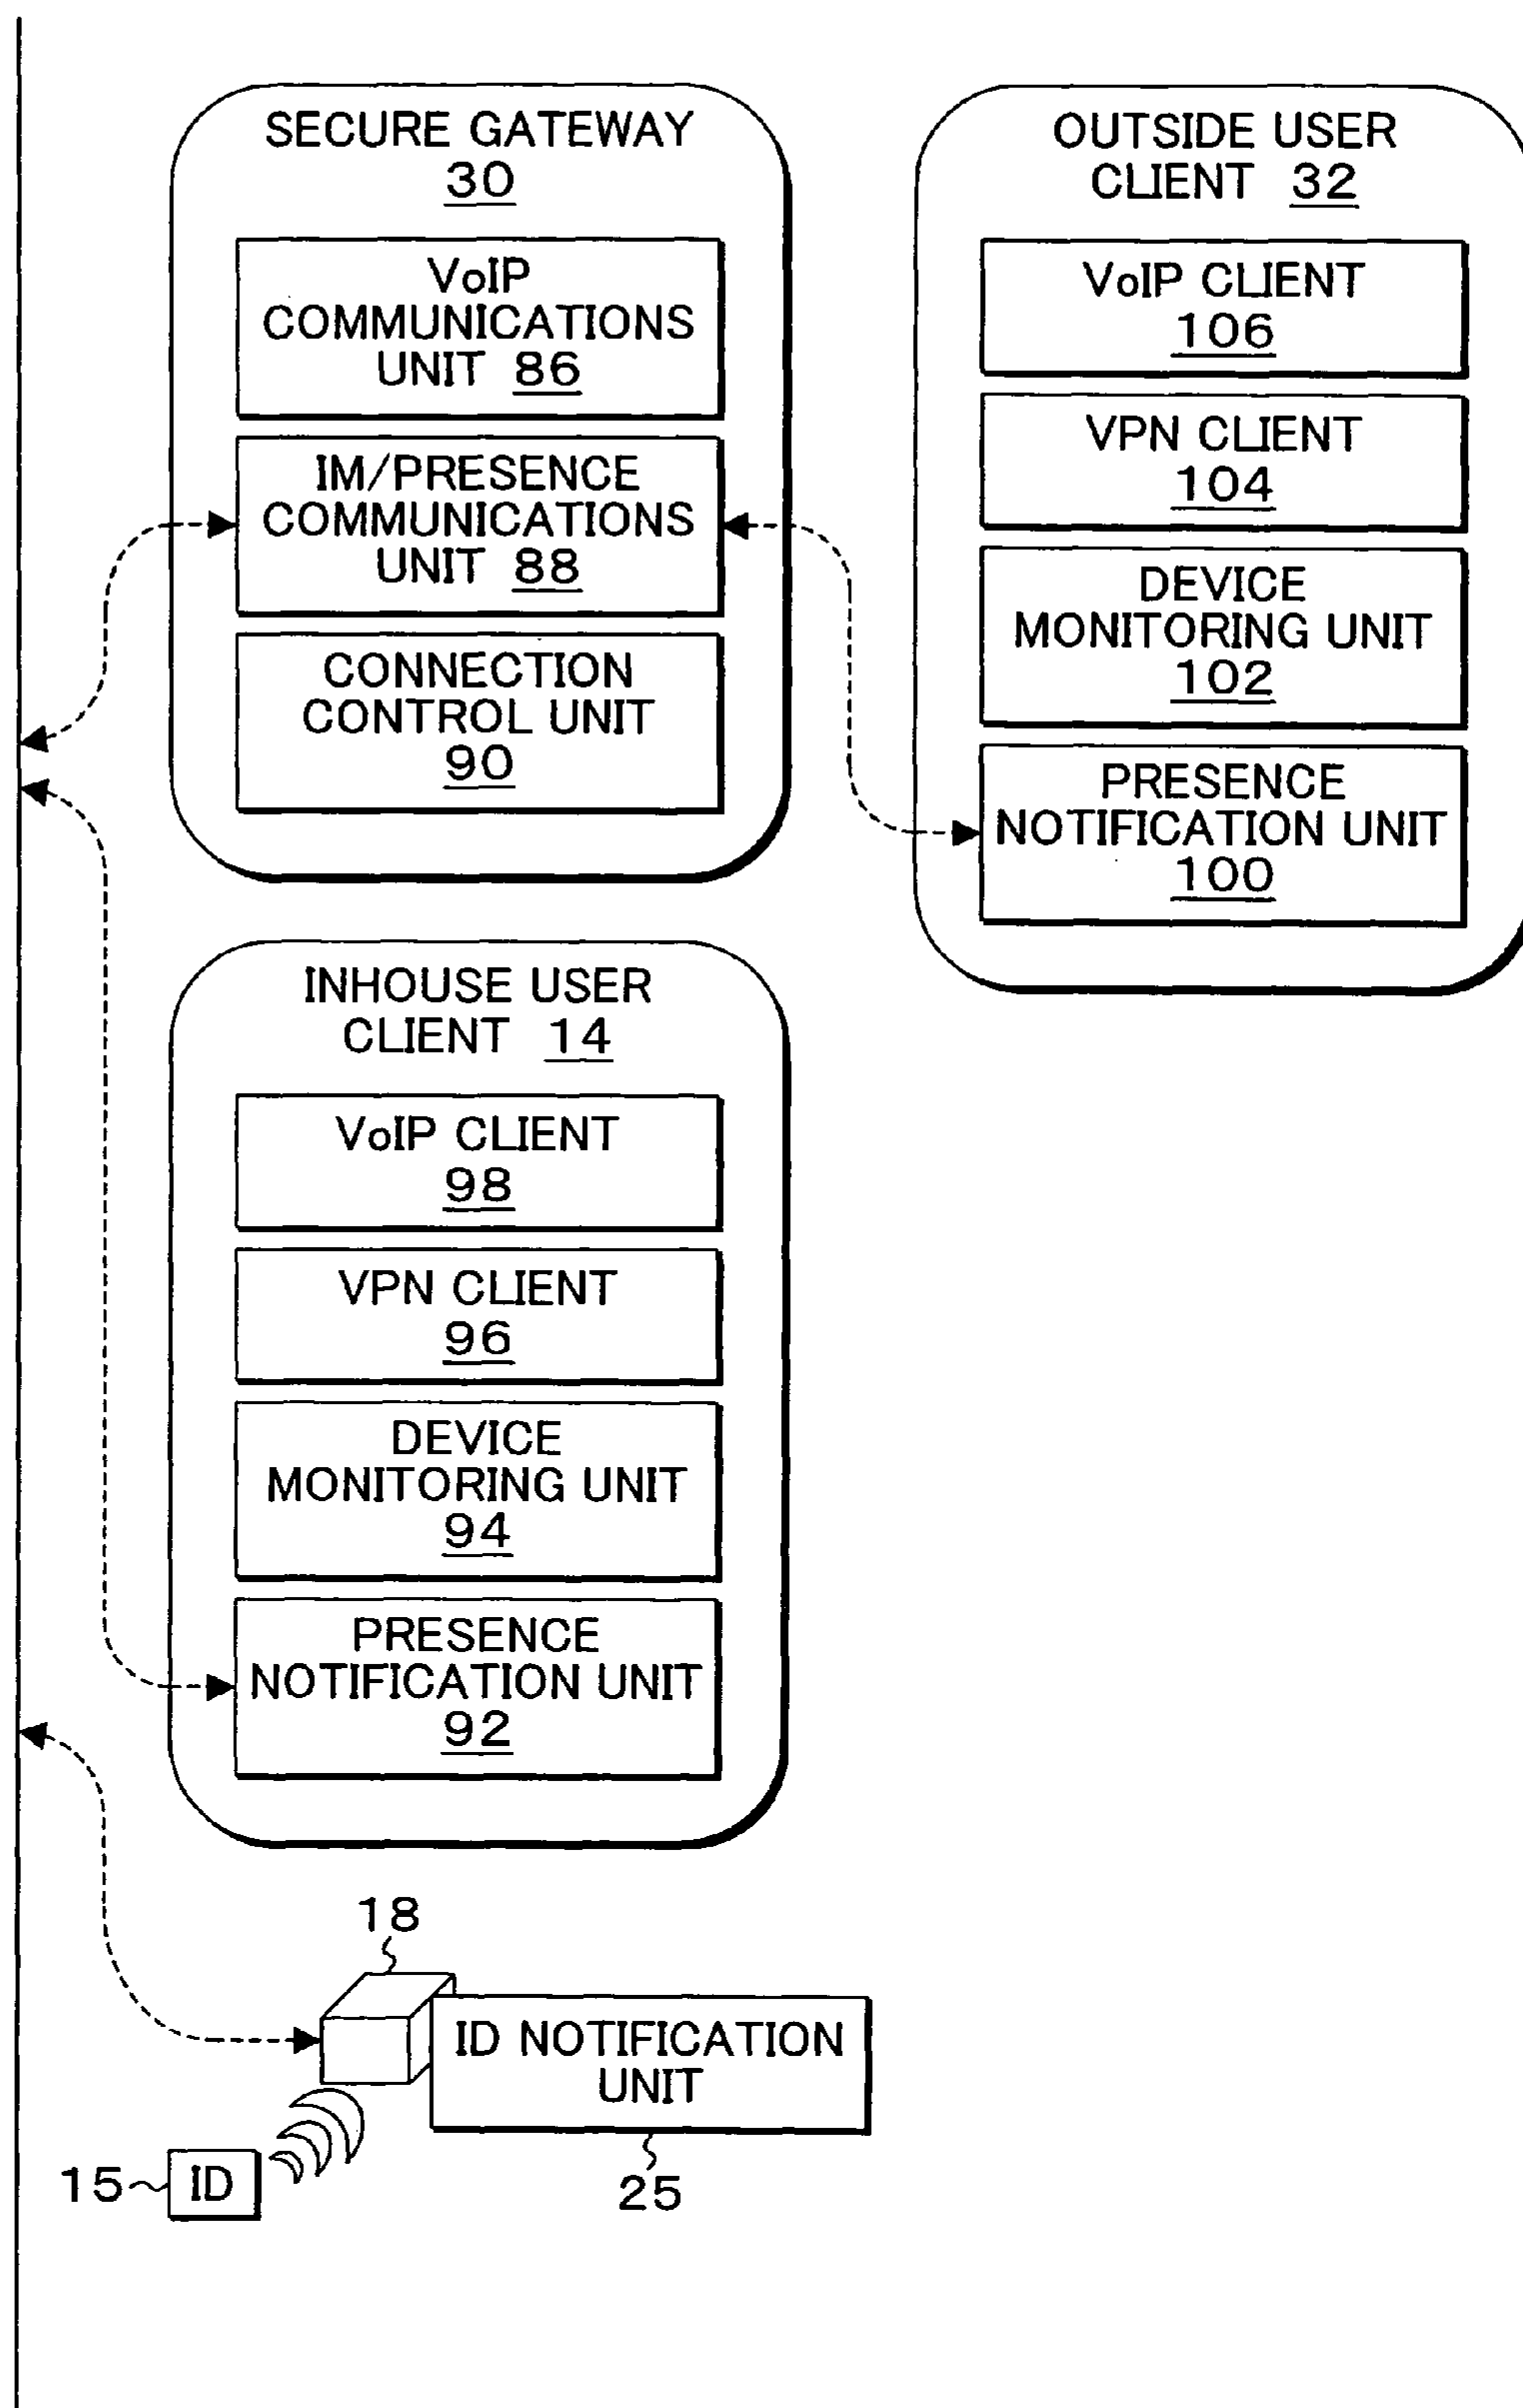 SECURE GATEWAY
30
VoIP
COMMUNICATIONS
UNIT 86
IM/PRESENCE
COMMUNICATIONS
UNIT 88
CONNECTION
CONTROL UNIT
90
OUTSIDE USER
CLIENT 32
VoIP CLIENT
106
VPN CLIENT
104
DEVICE
MONITORING UNIT
102
PRESENCE
NOTIFICATION UNIT
100
INHOUSE USER
CLIENT 14
VoIP CLIENT
98
VPN CLIENT
96
DEVICE
MONITORING UNIT
94
PRESENCE
NOTIFICATION UNIT
92
18
ID NOTIFICATION
UNIT
25
15
ID